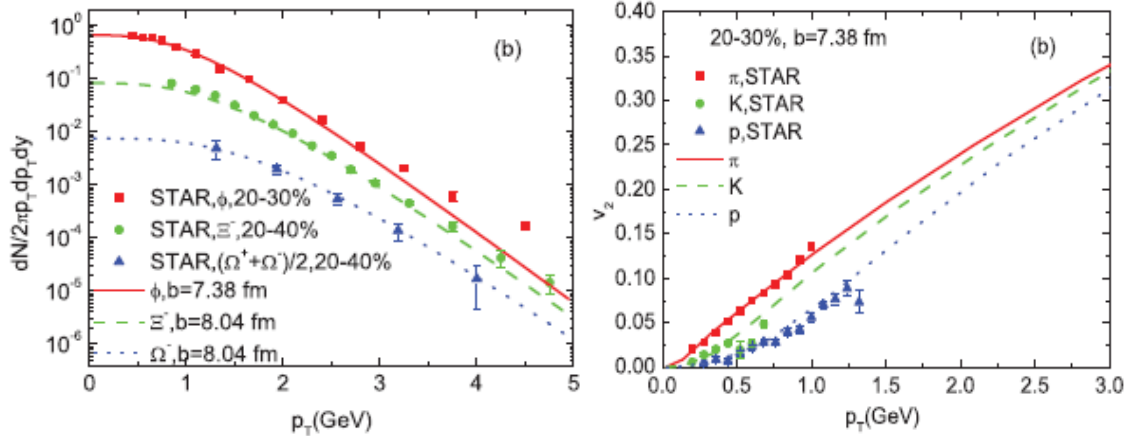 10⁰
10⁻¹
10⁻²
10⁻³
10⁻⁴
10⁻⁵
10⁻⁶
dN/2πp_T dp_T dy
(b)
STAR,ϕ,20-30%
STAR,Ξ⁻,20-40%
STAR,(Ω⁺+Ω⁻)/2,20-40%
ϕ,b=7.38 fm
Ξ⁻,b=8.04 fm
Ω⁻,b=8.04 fm
0 1 2 3 4 5
p_T(GeV)
0.40
0.35
0.30
0.25
0.20
0.15
0.10
0.05
0.00
v₂
20-30%, b=7.38 fm (b)
π,STAR
K,STAR
p,STAR
π
K
p
0.0 0.5 1.0 1.5 2.0 2.5 3.0
p_T(GeV)